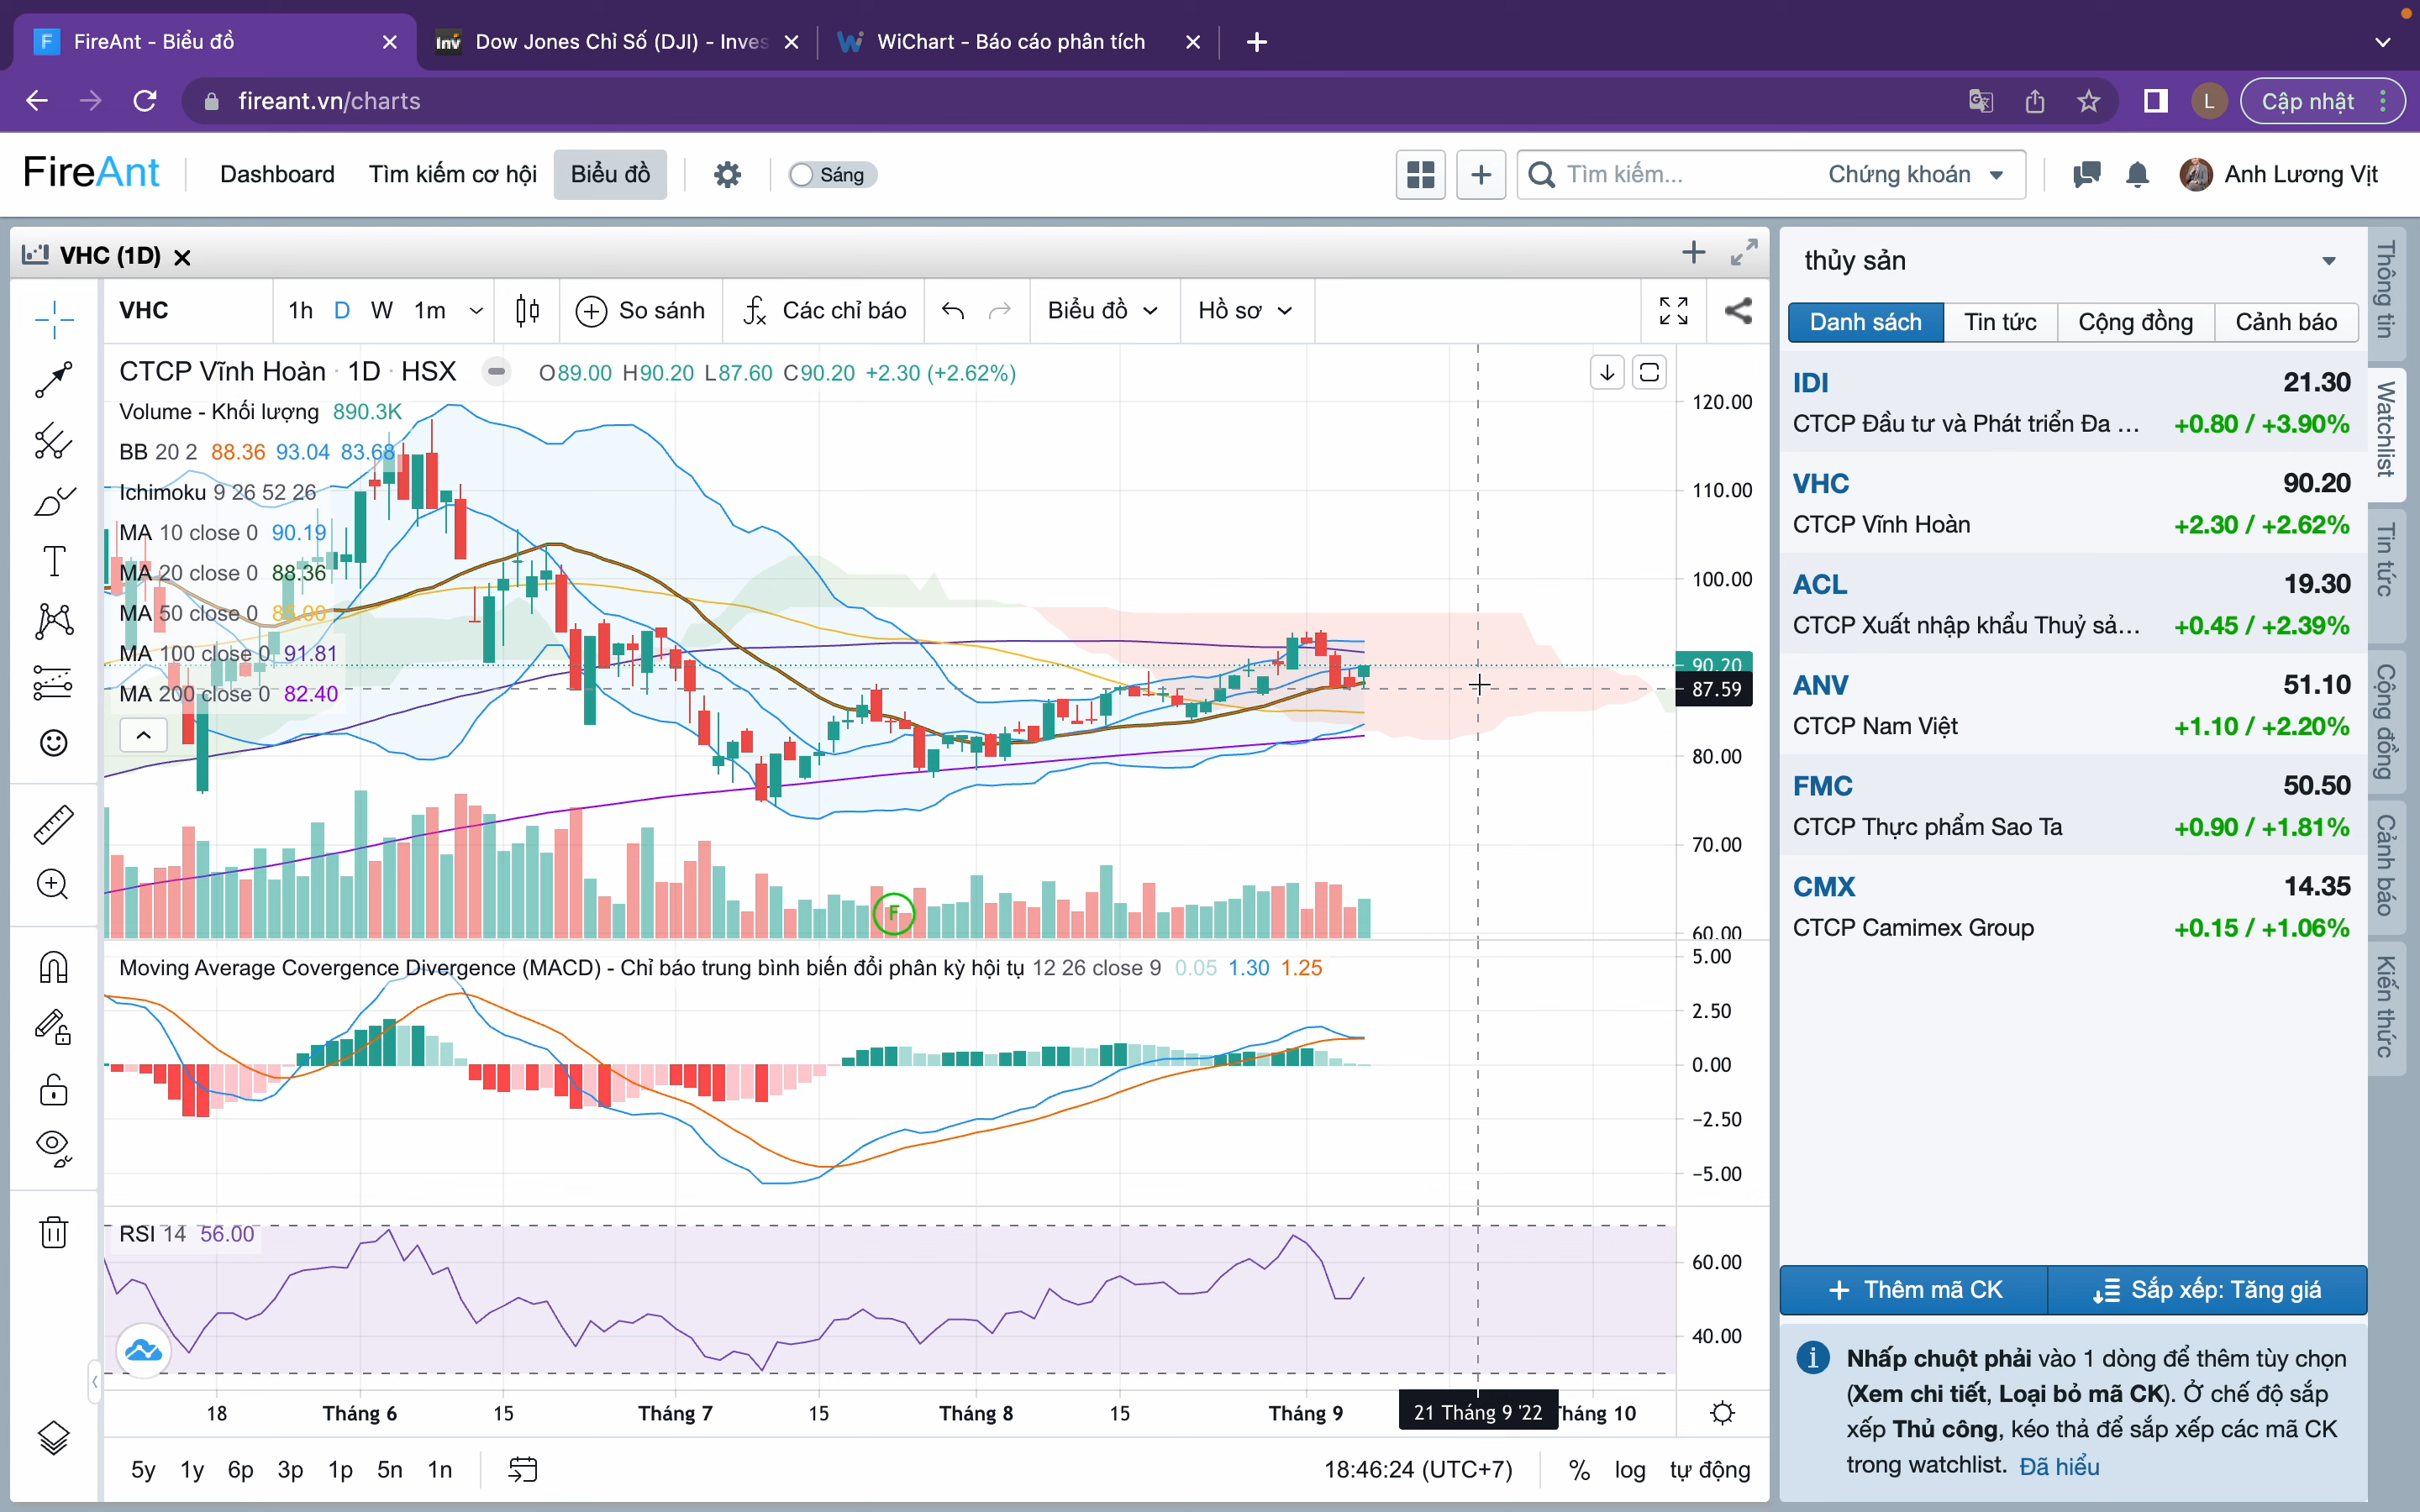 FireAnt - Biểu đồ
Dow Jones Chỉ Số (DJI) - Inves
WiChart - Báo cáo phân tích
fireant.vn/charts
L
Cập nhật
FireAnt
Dashboard
Tìm kiếm cơ hội
Biểu đồ
Sáng
Tìm kiếm...
Chứng khoán
Anh Lương Vịt
VHC (1D)
VHC
1h D W 1m
So sánh
Các chỉ báo
Biểu đồ
Hồ sơ
CTCP Vĩnh Hoàn · 1D · HSX
O89.00 H90.20 L87.60 C90.20 +2.30 (+2.62%)
Volume - Khối lượng 890.3K
BB 20 2 88.36 93.04 83.68
Ichimoku 9 26 52 26
MA 10 close 0 90.19
MA 20 close 0 88.36
MA 50 close 0
MA 100 close 0 91.81
MA 200 close 0 82.40
120.00
110.00
100.00
90.20
87.59
80.00
70.00
60.00
F
Moving Average Covergence Divergence (MACD) - Chỉ báo trung bình biến đổi phân kỳ hội tụ 12 26 close 9 0.05 1.30 1.25
5.00
2.50
0.00
−2.50
−5.00
RSI 14 56.00
60.00
40.00
18
Tháng 6
15
Tháng 7
15
Tháng 8
15
Tháng 9
21 Tháng 9 '22
Tháng 10
5y 1y 6p 3p 1p 5n 1n
18:46:24 (UTC+7)
% log tự động
thủy sản
Danh sách
Tin tức
Cộng đồng
Cảnh báo
IDI 21.30
CTCP Đầu tư và Phát triển Đa ... +0.80 / +3.90%
VHC 90.20
CTCP Vĩnh Hoàn +2.30 / +2.62%
ACL 19.30
CTCP Xuất nhập khẩu Thuỷ sả... +0.45 / +2.39%
ANV 51.10
CTCP Nam Việt +1.10 / +2.20%
FMC 50.50
CTCP Thực phẩm Sao Ta +0.90 / +1.81%
CMX 14.35
CTCP Camimex Group +0.15 / +1.06%
Thêm mã CK
Sắp xếp: Tăng giá
Nhấp chuột phải vào 1 dòng để thêm tùy chọn
(Xem chi tiết, Loại bỏ mã CK). Ở chế độ sắp
xếp Thủ công, kéo thả để sắp xếp các mã CK
trong watchlist. Đã hiểu
Thông tin
Watchlist
Tin tức
Cộng đồng
Cảnh báo
Kiến thức